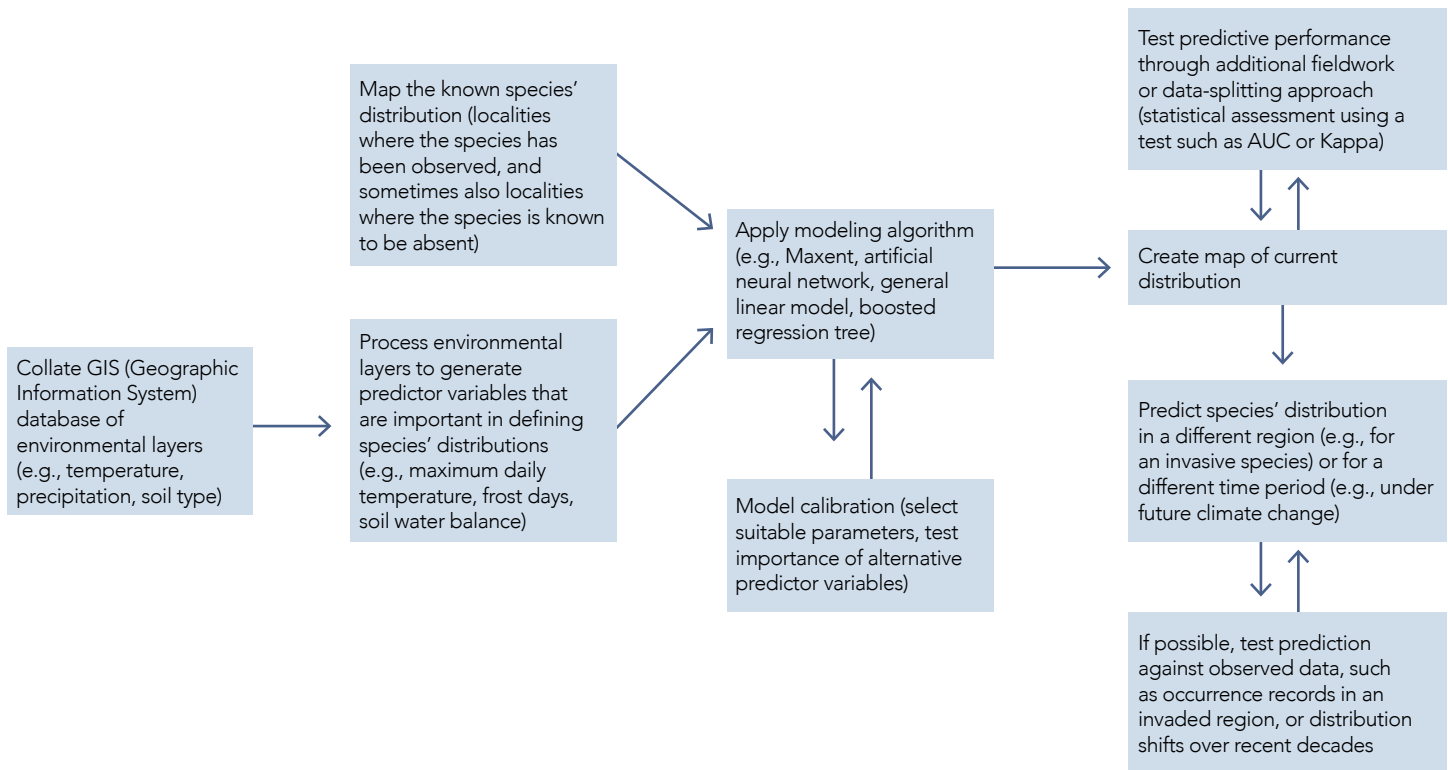 Collate GIS (Geographic
Information System)
database of
environmental layers
(e.g., temperature,
precipitation, soil type)
Map the known species’
distribution (localities
where the species has
been observed, and
sometimes also localities
where the species is known
to be absent)
Process environmental
layers to generate
predictor variables that
are important in defining
species’ distributions
(e.g., maximum daily
temperature, frost days,
soil water balance)
Apply modeling algorithm
(e.g., Maxent, artificial
neural network, general
linear model, boosted
regression tree)
Model calibration (select
suitable parameters, test
importance of alternative
predictor variables)
Test predictive performance
through additional fieldwork
or data-splitting approach
(statistical assessment using a
test such as AUC or Kappa)
Create map of current
distribution
Predict species’ distribution
in a different region (e.g., for
an invasive species) or for a
different time period (e.g., under
future climate change)
If possible, test prediction
against observed data, such
as occurrence records in an
invaded region, or distribution
shifts over recent decades